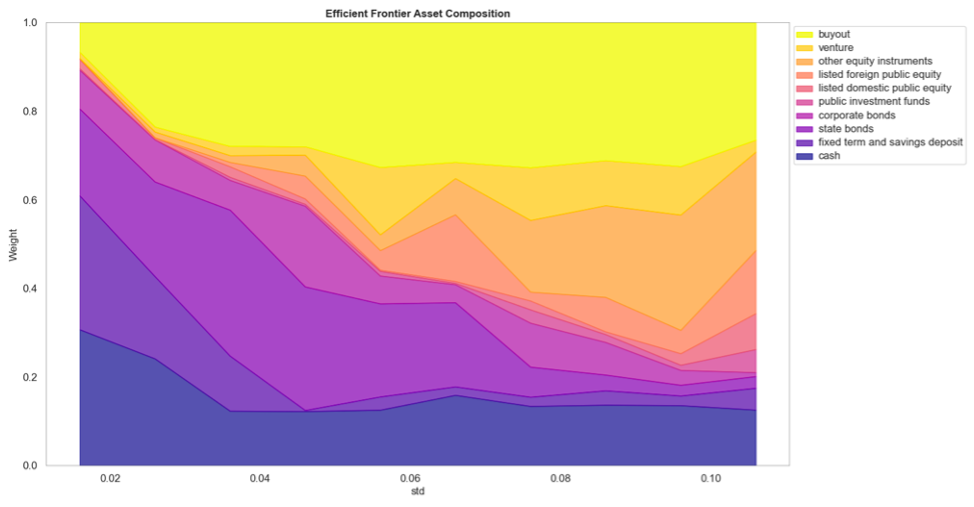 Efficient Frontier Asset Composition
1.0
0.8
0.6
0.4
0.2
0.0
Weight
0.02
0.04
0.06
0.08
0.10
std
buyout
venture
other equity instruments
listed foreign public equity
listed domestic public equity
public investment funds
corporate bonds
state bonds
fixed term and savings deposit
cash